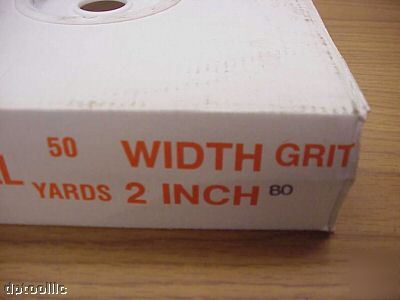 50 WIDTH GRIT
YARDS 2 INCH 80
dptoolllc